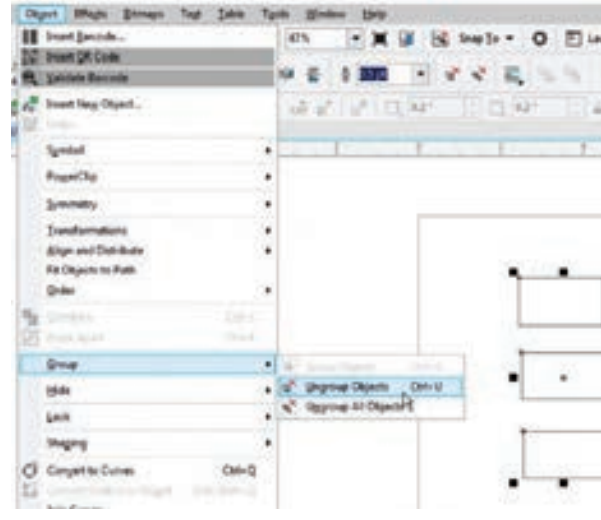 Object Effects Bitmaps Text Table Tools Window Help
Insert Barcode...
Insert QR Code
Validate Barcode
Insert New Object...
Symbol
PowerClip
Symmetry
Transformations
Align and Distribute
Fit Objects to Path
Order
Group
Hide
Lock
Shaping
Convert to Curves Ctrl+Q
Snap To
Ungroup Objects Ctrl+U
Ungroup All Objects